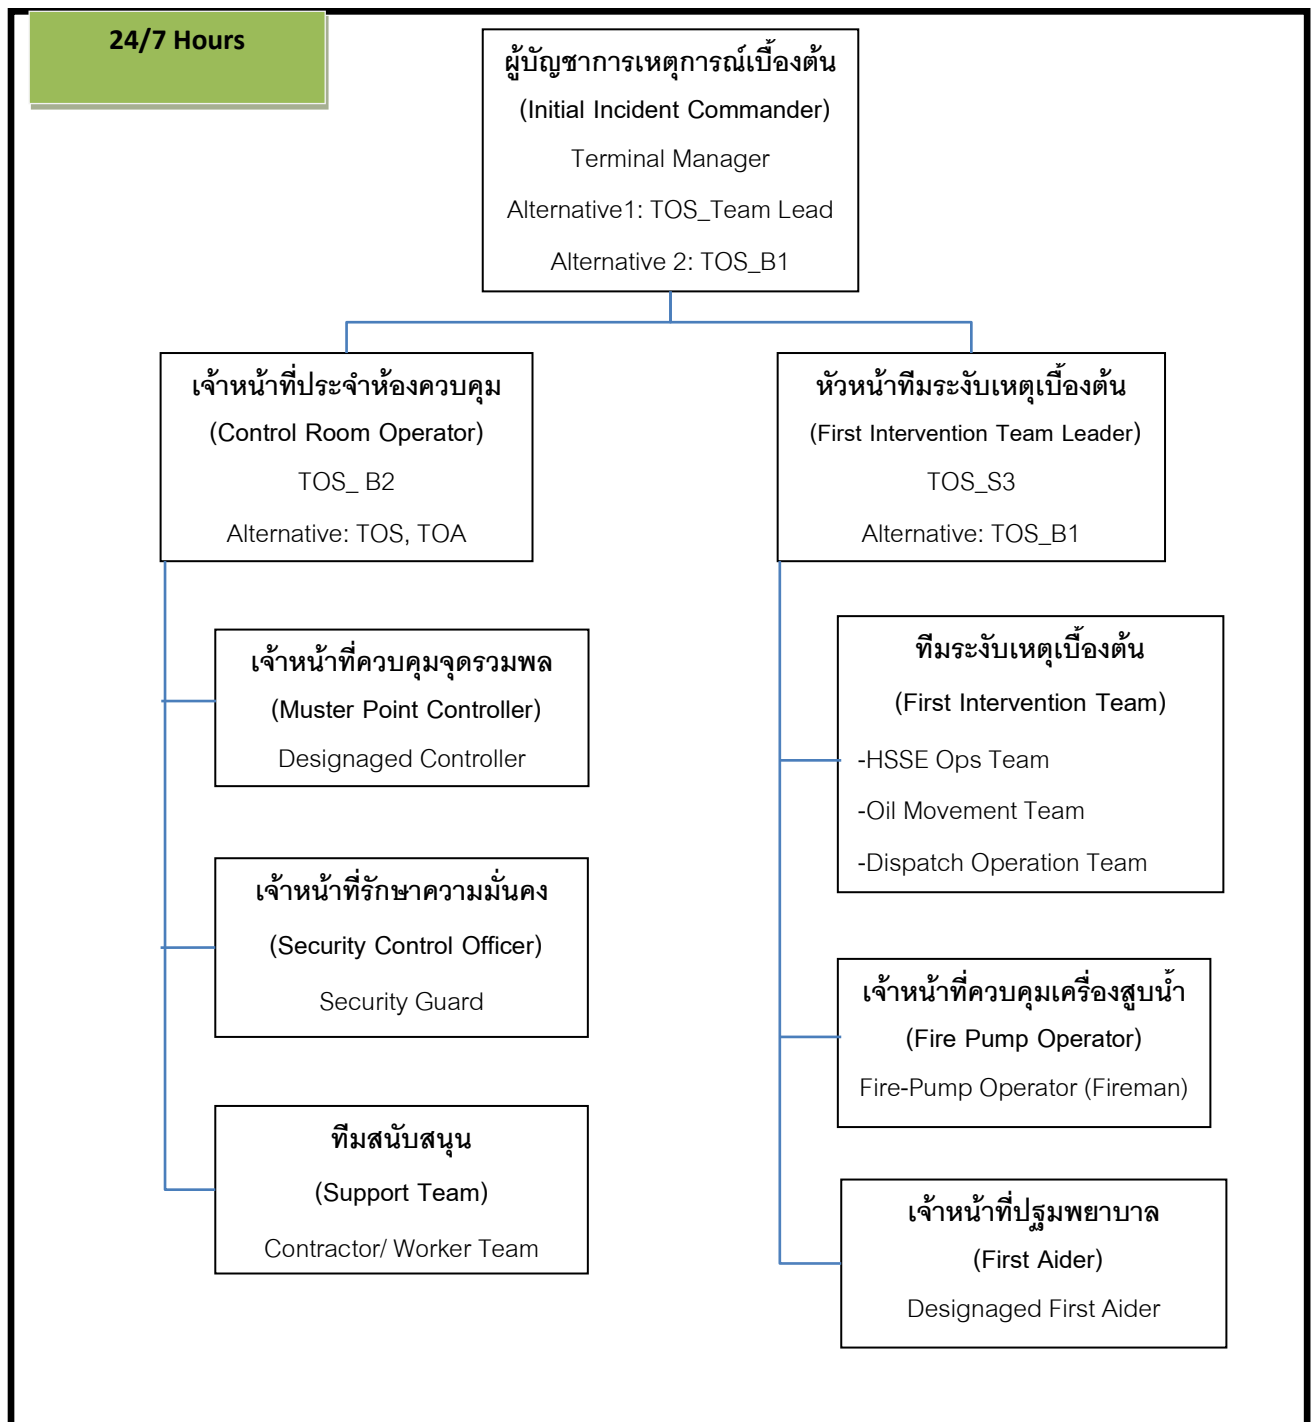 24/7 Hours
ผู้บัญชาการเหตุการณ์เบื้องต้น
(Initial Incident Commander)
Terminal Manager
Alternative1: TOS_Team Lead
Alternative 2: TOS_B1
เจ้าหน้าที่ประจำห้องควบคุม
(Control Room Operator)
TOS_ B2
Alternative: TOS, TOA
หัวหน้าทีมระงับเหตุเบื้องต้น
(First Intervention Team Leader)
TOS_S3
Alternative: TOS_B1
เจ้าหน้าที่ควบคุมจุดรวมพล
(Muster Point Controller)
Designaged Controller
เจ้าหน้าที่รักษาความมั่นคง
(Security Control Officer)
Security Guard
ทีมสนับสนุน
(Support Team)
Contractor/ Worker Team
ทีมระงับเหตุเบื้องต้น
(First Intervention Team)
-HSSE Ops Team
-Oil Movement Team
-Dispatch Operation Team
เจ้าหน้าที่ควบคุมเครื่องสูบน้ำ
(Fire Pump Operator)
Fire-Pump Operator (Fireman)
เจ้าหน้าที่ปฐมพยาบาล
(First Aider)
Designaged First Aider